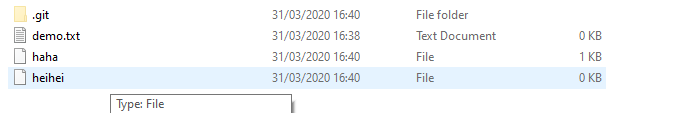 .git 31/03/2020 16:40 File folder
demo.txt 31/03/2020 16:38 Text Document 0 KB
haha 31/03/2020 16:40 File 1 KB
heihei 31/03/2020 16:40 File 0 KB
Type: File